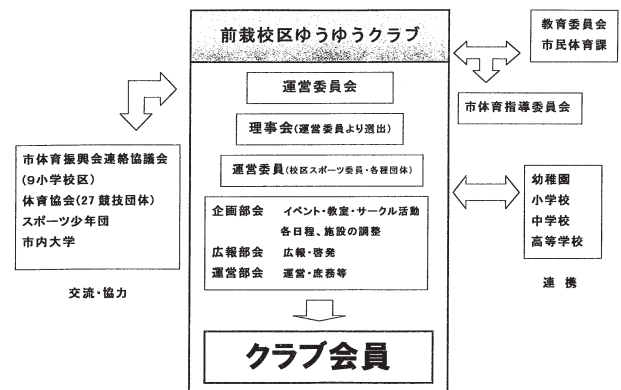 前栽校区ゆうゆうクラブ
運営委員会
理事会(運営委員より選出)
運営委員(校区スポーツ委員・各種団体)
企画部会 イベント・教室・サークル活動
各日程、施設の調整
広報部会 広報・啓発
運営部会 運営・庶務等
クラブ会員
市体育振興会連絡協議会
(9小学校区)
体育協会(27競技団体)
スポーツ少年団
市内大学
交流・協力
教育委員会
市民体育課
市体育指導委員会
幼稚園
小学校
中学校
高等学校
連 携